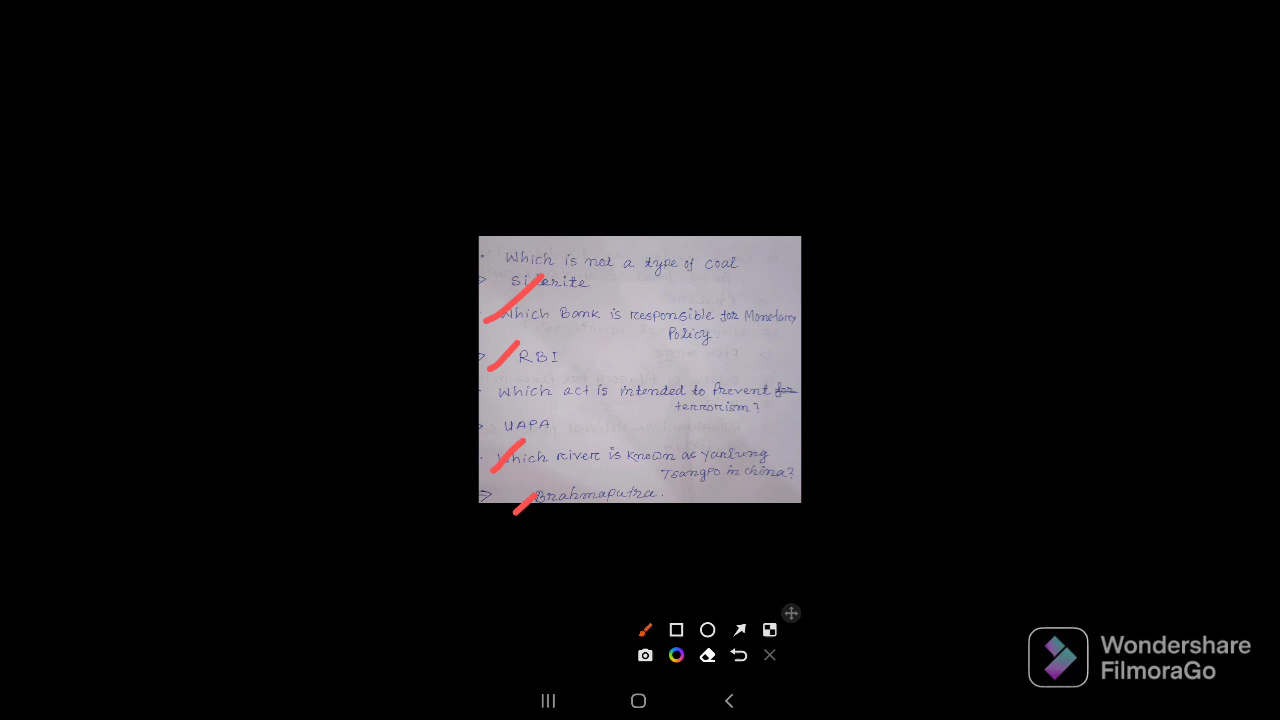 Which is not a type of coal
Siderite
Which Bank is responsible for Monetary
Policy.
RBI
Which act is intended to Prevent for
terrorism?
UAPA
Which river is known as Yarlung
Tsangpo in china?
Brahmaputra.
Wondershare
FilmoraGo